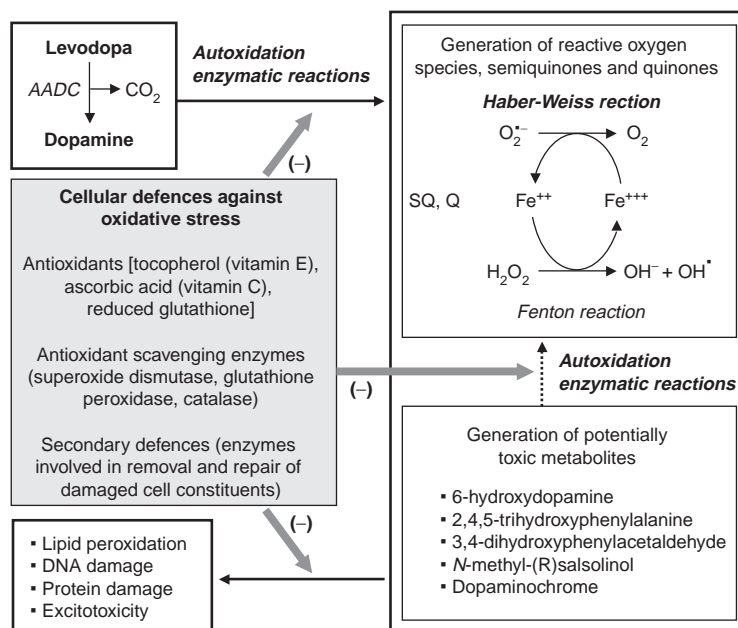 Levodopa
AADC
CO2
Dopamine
Autoxidation
enzymatic reactions
(–)
Cellular defences against
oxidative stress
Antioxidants [tocopherol (vitamin E),
ascorbic acid (vitamin C),
reduced glutathione]
Antioxidant scavenging enzymes
(superoxide dismutase, glutathione
peroxidase, catalase)
Secondary defences (enzymes
involved in removal and repair of
damaged cell constituents)
(–)
(–)
▪ Lipid peroxidation
▪ DNA damage
▪ Protein damage
▪ Excitotoxicity
Generation of reactive oxygen
species, semiquinones and quinones
Haber-Weiss rection
O2▪– O2
SQ, Q Fe++ Fe+++
H2O2 OH– + OH▪
Fenton reaction
Autoxidation
enzymatic reactions
Generation of potentially
toxic metabolites
▪ 6-hydroxydopamine
▪ 2,4,5-trihydroxyphenylalanine
▪ 3,4-dihydroxyphenylacetaldehyde
▪ N-methyl-(R)salsolinol
▪ Dopaminochrome